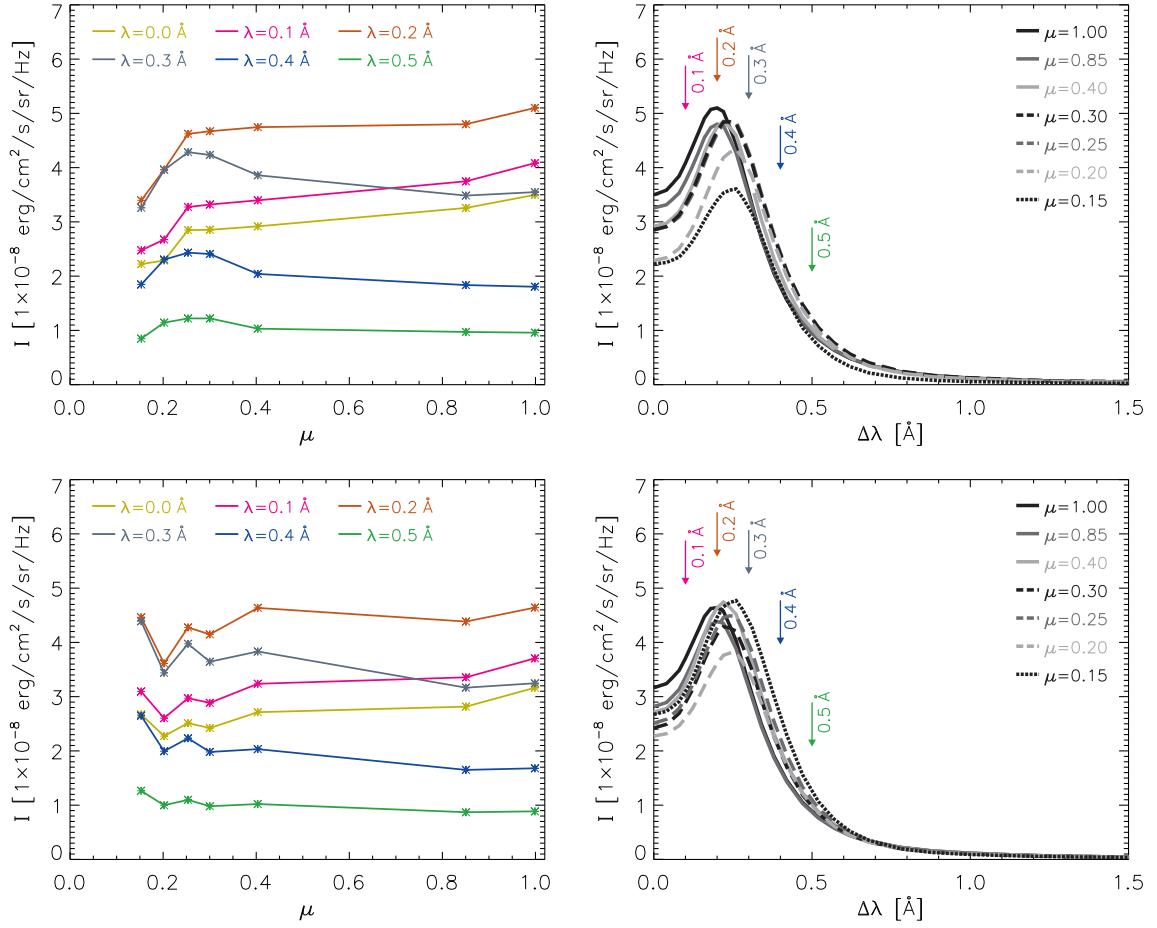 λ=0.0 Å λ=0.1 Å λ=0.2 Å
λ=0.3 Å λ=0.4 Å λ=0.5 Å
I [1×10⁻⁸ erg/cm²/s/sr/Hz]
7
6
5
4
3
2
1
0
0.0 0.2 0.4 0.6 0.8 1.0
μ
0.1 Å
0.2 Å
0.3 Å
0.4 Å
0.5 Å
μ=1.00
μ=0.85
μ=0.40
μ=0.30
μ=0.25
μ=0.20
μ=0.15
I [1×10⁻⁸ erg/cm²/s/sr/Hz]
7
6
5
4
3
2
1
0
0.0 0.5 1.0 1.5
Δλ [Å]
λ=0.0 Å λ=0.1 Å λ=0.2 Å
λ=0.3 Å λ=0.4 Å λ=0.5 Å
I [1×10⁻⁸ erg/cm²/s/sr/Hz]
7
6
5
4
3
2
1
0
0.0 0.2 0.4 0.6 0.8 1.0
μ
0.1 Å
0.2 Å
0.3 Å
0.4 Å
0.5 Å
μ=1.00
μ=0.85
μ=0.40
μ=0.30
μ=0.25
μ=0.20
μ=0.15
I [1×10⁻⁸ erg/cm²/s/sr/Hz]
7
6
5
4
3
2
1
0
0.0 0.5 1.0 1.5
Δλ [Å]